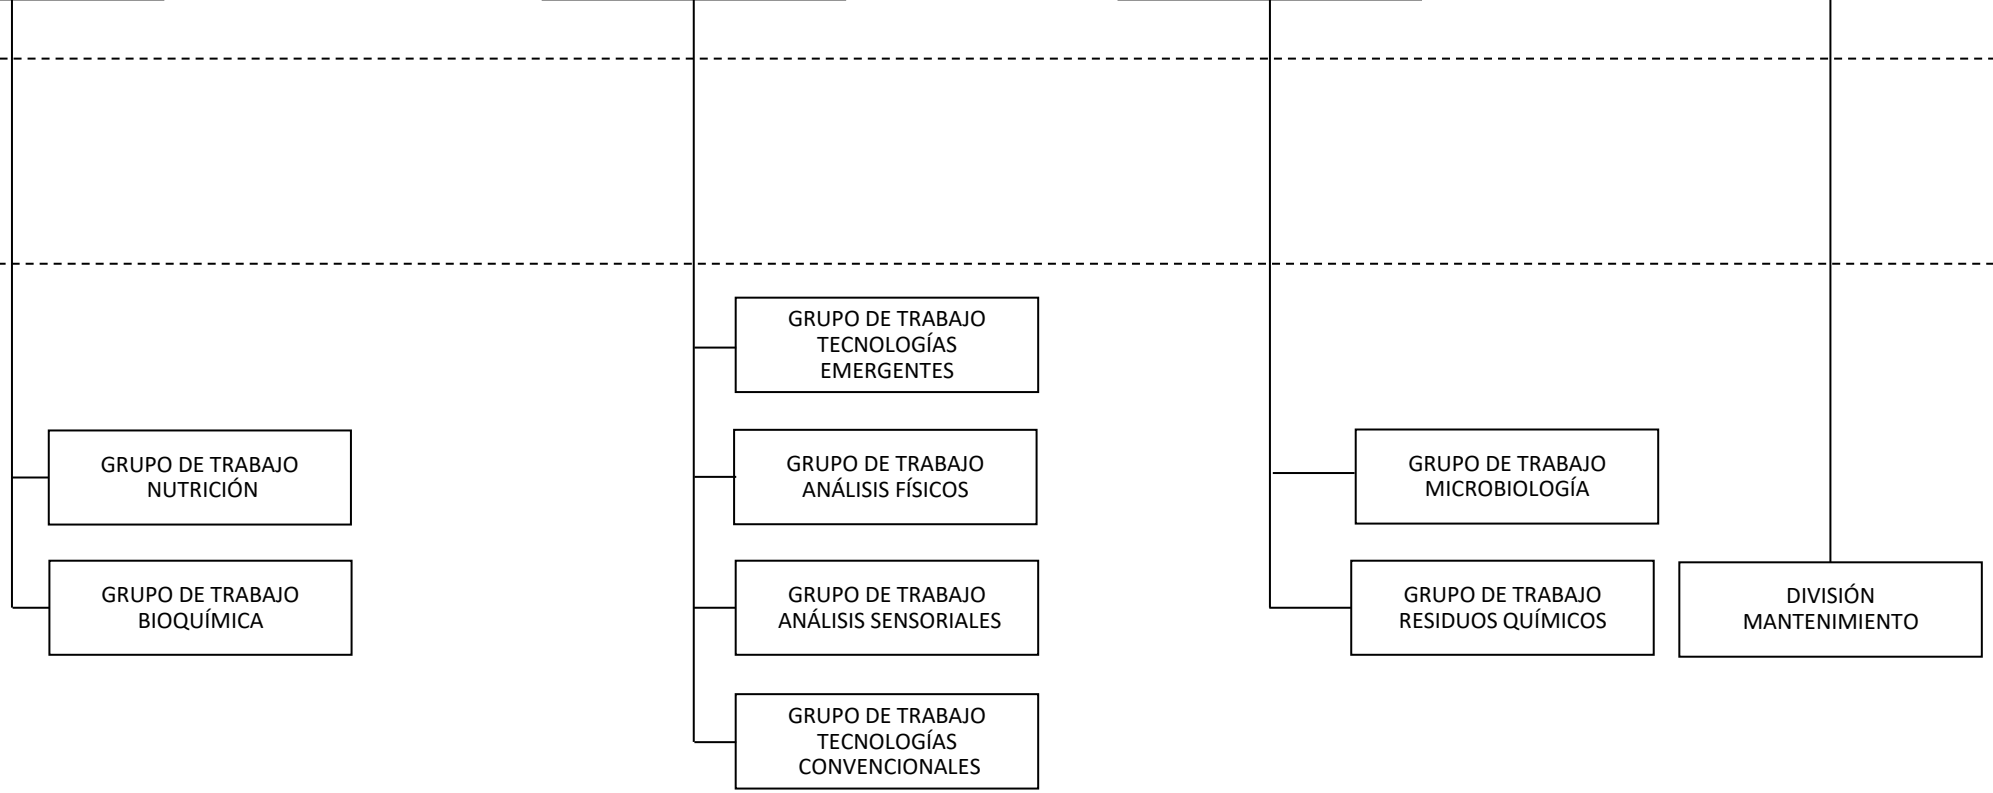 GRUPO DE TRABAJO
TECNOLOGÍAS
EMERGENTES
GRUPO DE TRABAJO
NUTRICIÓN
GRUPO DE TRABAJO
ANÁLISIS FÍSICOS
GRUPO DE TRABAJO
MICROBIOLOGÍA
GRUPO DE TRABAJO
BIOQUÍMICA
GRUPO DE TRABAJO
ANÁLISIS SENSORIALES
GRUPO DE TRABAJO
RESIDUOS QUÍMICOS
DIVISIÓN
MANTENIMIENTO
GRUPO DE TRABAJO
TECNOLOGÍAS
CONVENCIONALES